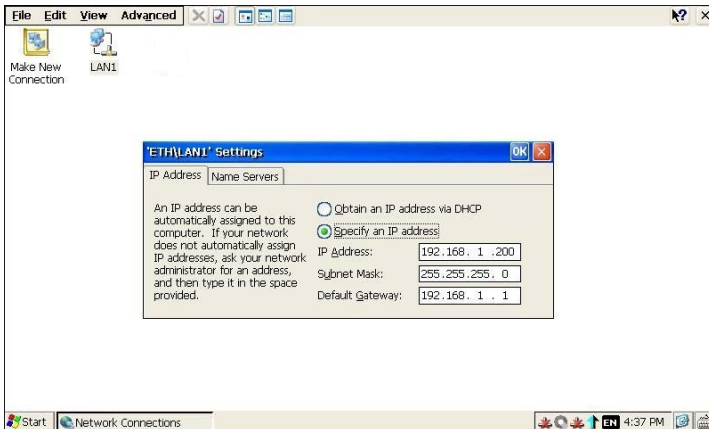 File Edit View Advanced
Make New
Connection
LAN1
'ETH\LAN1' Settings
OK
IP Address Name Servers
An IP address can be
automatically assigned to this
computer. If your network
does not automatically assign
IP addresses, ask your network
administrator for an address,
and then type it in the space
provided.
Obtain an IP address via DHCP
Specify an IP address
IP Address: 192.168. 1 .200
Subnet Mask: 255.255.255. 0
Default Gateway: 192.168. 1 . 1
Start Network Connections EN 4:37 PM